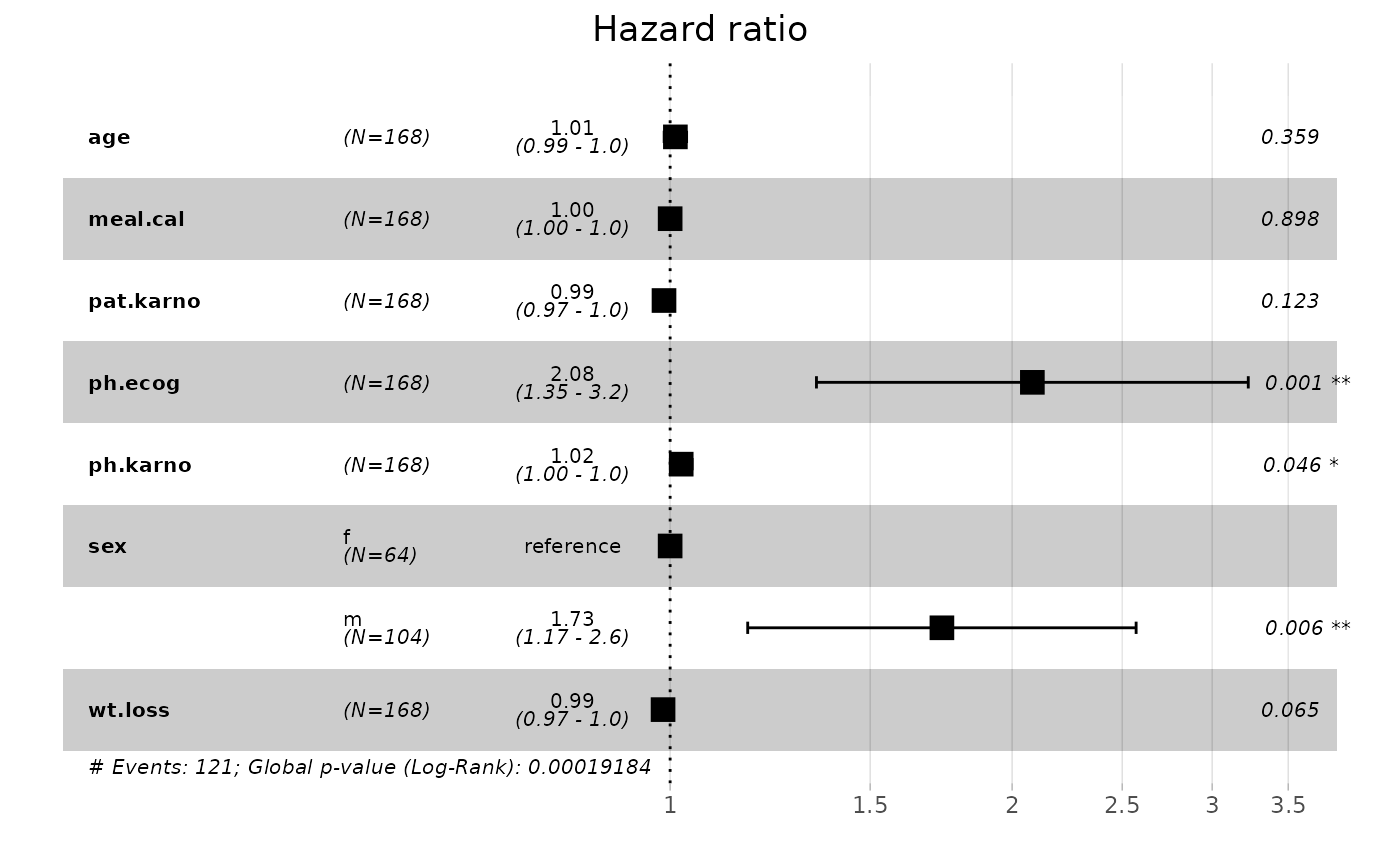 Hazard ratio
age (N=168) 1.01 0.359
(0.99 - 1.0)
meal.cal (N=168) 1.00 0.898
(1.00 - 1.0)
pat.karno (N=168) 0.99 0.123
(0.97 - 1.0)
ph.ecog (N=168) 2.08 0.001 **
(1.35 - 3.2)
ph.karno (N=168) 1.02 0.046 *
(1.00 - 1.0)
sex f reference
(N=64)
m 1.73 0.006 **
(N=104) (1.17 - 2.6)
wt.loss (N=168) 0.99 0.065
(0.97 - 1.0)
# Events: 121; Global p-value (Log-Rank): 0.00019184
1 1.5 2 2.5 3 3.5